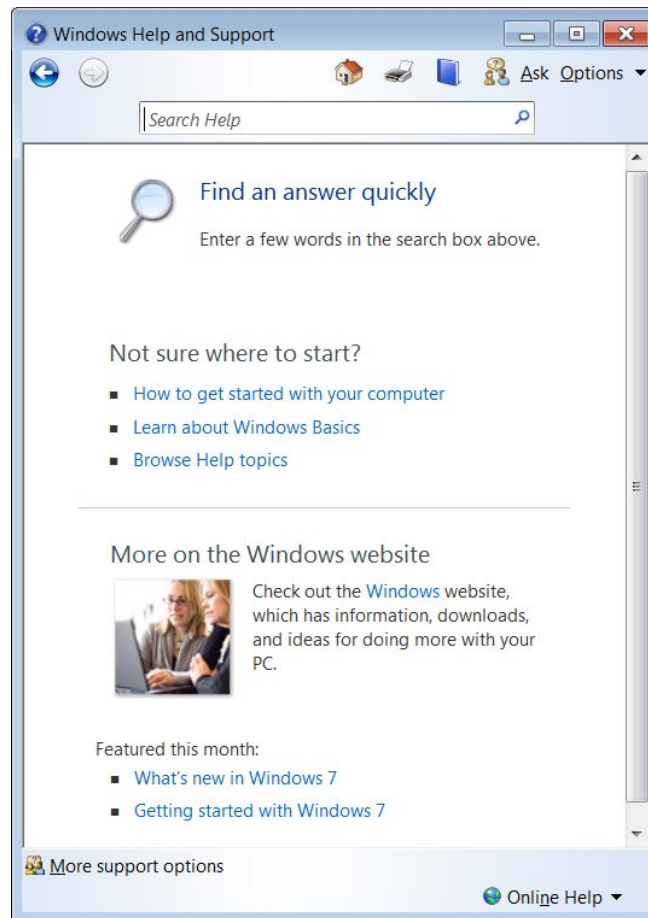 Windows Help and Support
Ask Options
Search Help
Find an answer quickly
Enter a few words in the search box above.
Not sure where to start?
How to get started with your computer
Learn about Windows Basics
Browse Help topics
More on the Windows website
Check out the Windows website,
which has information, downloads,
and ideas for doing more with your
PC.
Featured this month:
What's new in Windows 7
Getting started with Windows 7
More support options
Online Help